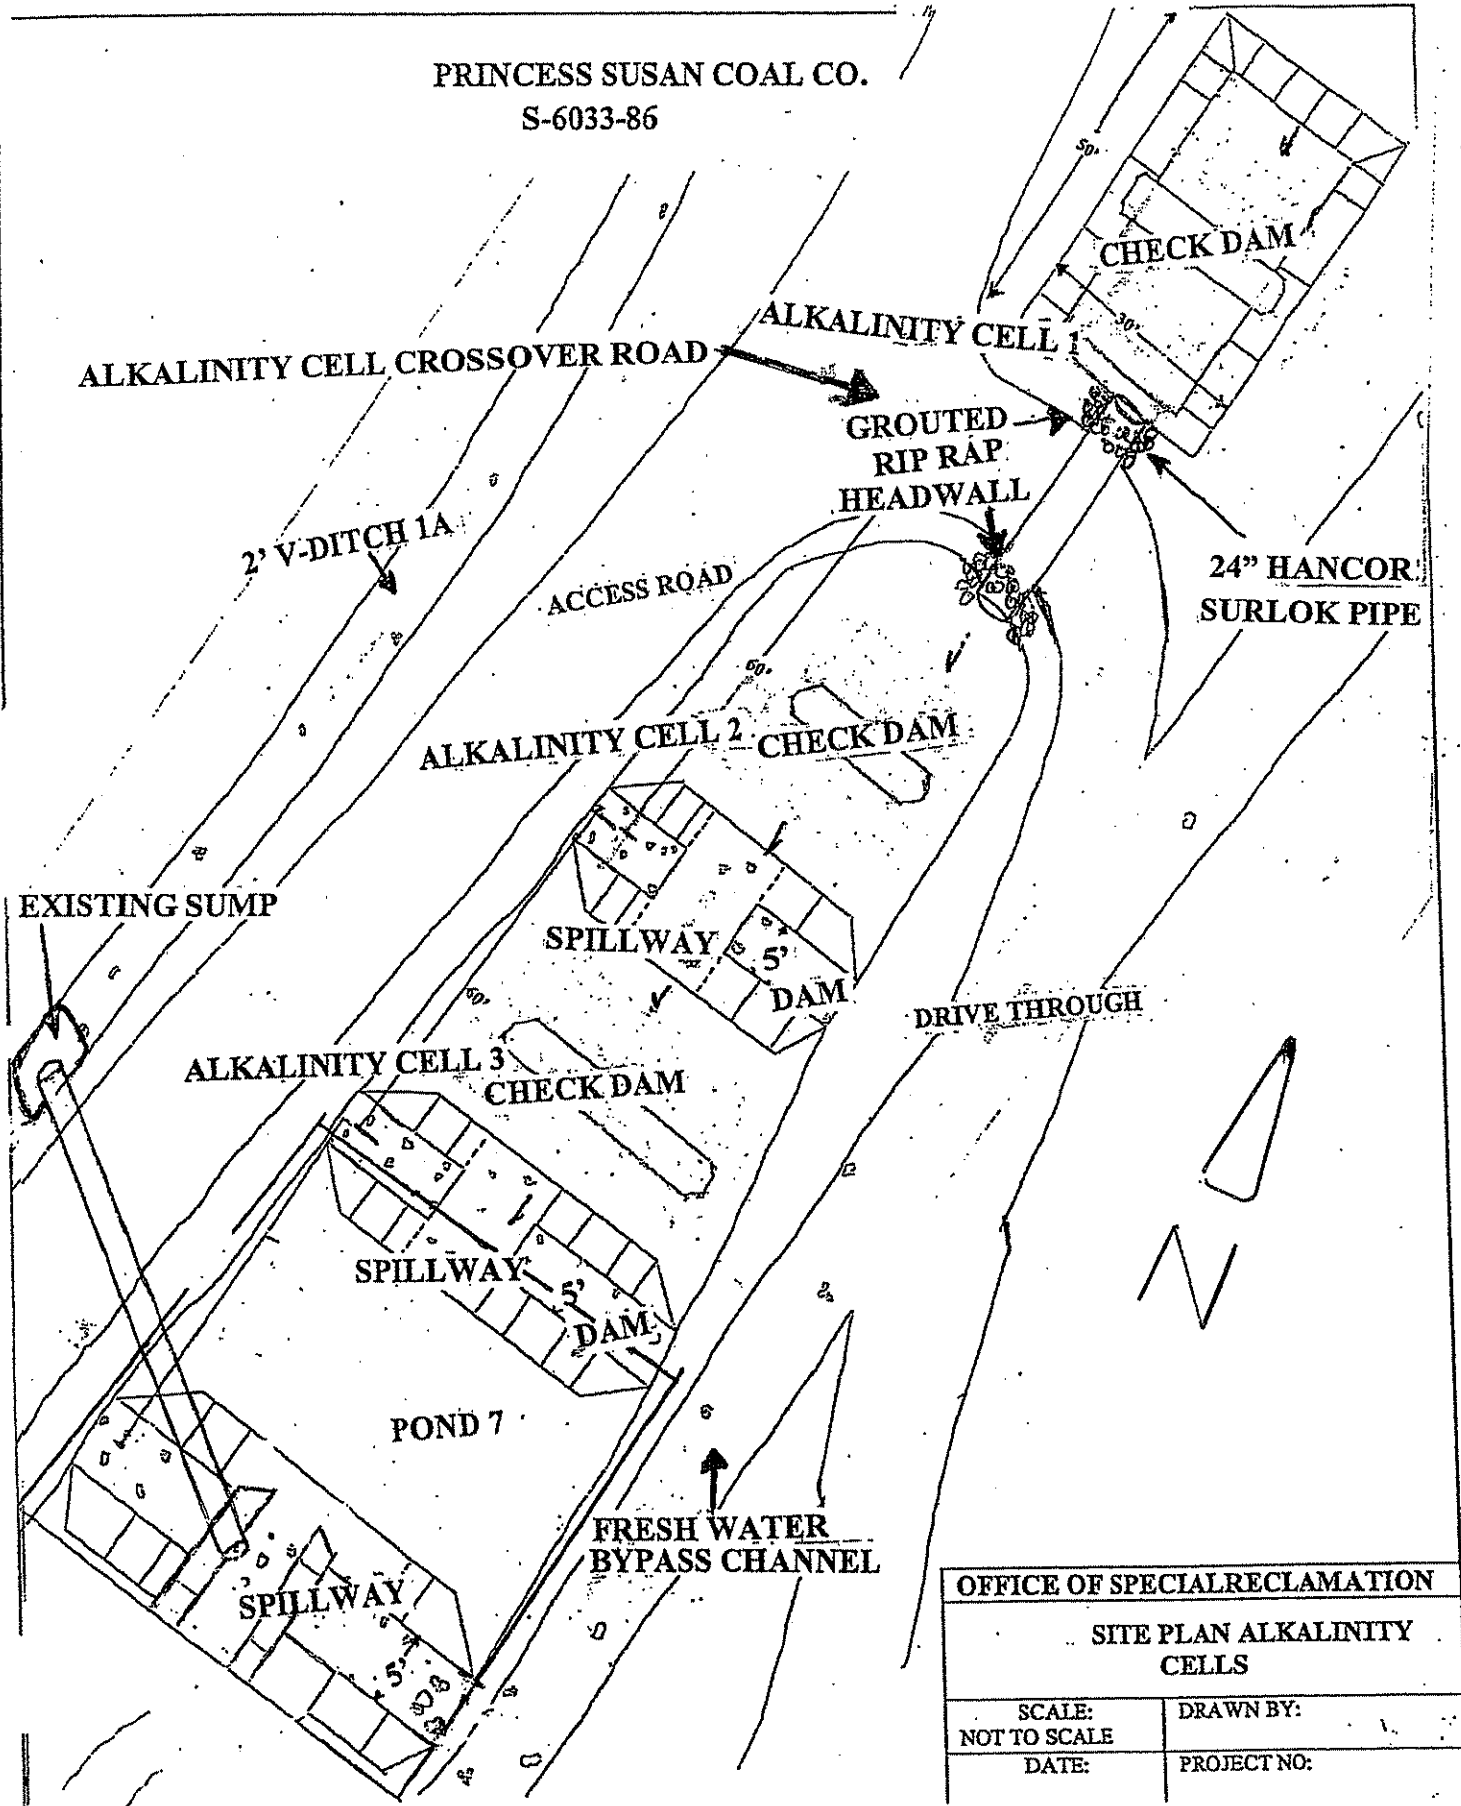 PRINCESS SUSAN COAL CO.
S-6033-86
50'
CHECK DAM
30'
ALKALINITY CELL 1
ALKALINITY CELL CROSSOVER ROAD
GROUTED
RIP RAP
HEADWALL
24" HANCOR
SURLOK PIPE
2' V-DITCH 1A
ACCESS ROAD
60'
ALKALINITY CELL 2
CHECK DAM
EXISTING SUMP
SPILLWAY
5'
DAM
60'
DRIVE THROUGH
ALKALINITY CELL 3
CHECK DAM
SPILLWAY
5'
DAM
N
POND 7
FRESH WATER
BYPASS CHANNEL
SPILLWAY
5'
OFFICE OF SPECIALRECLAMATION
SITE PLAN ALKALINITY
CELLS
SCALE:
NOT TO SCALE
DRAWN BY:
DATE:
PROJECT NO: